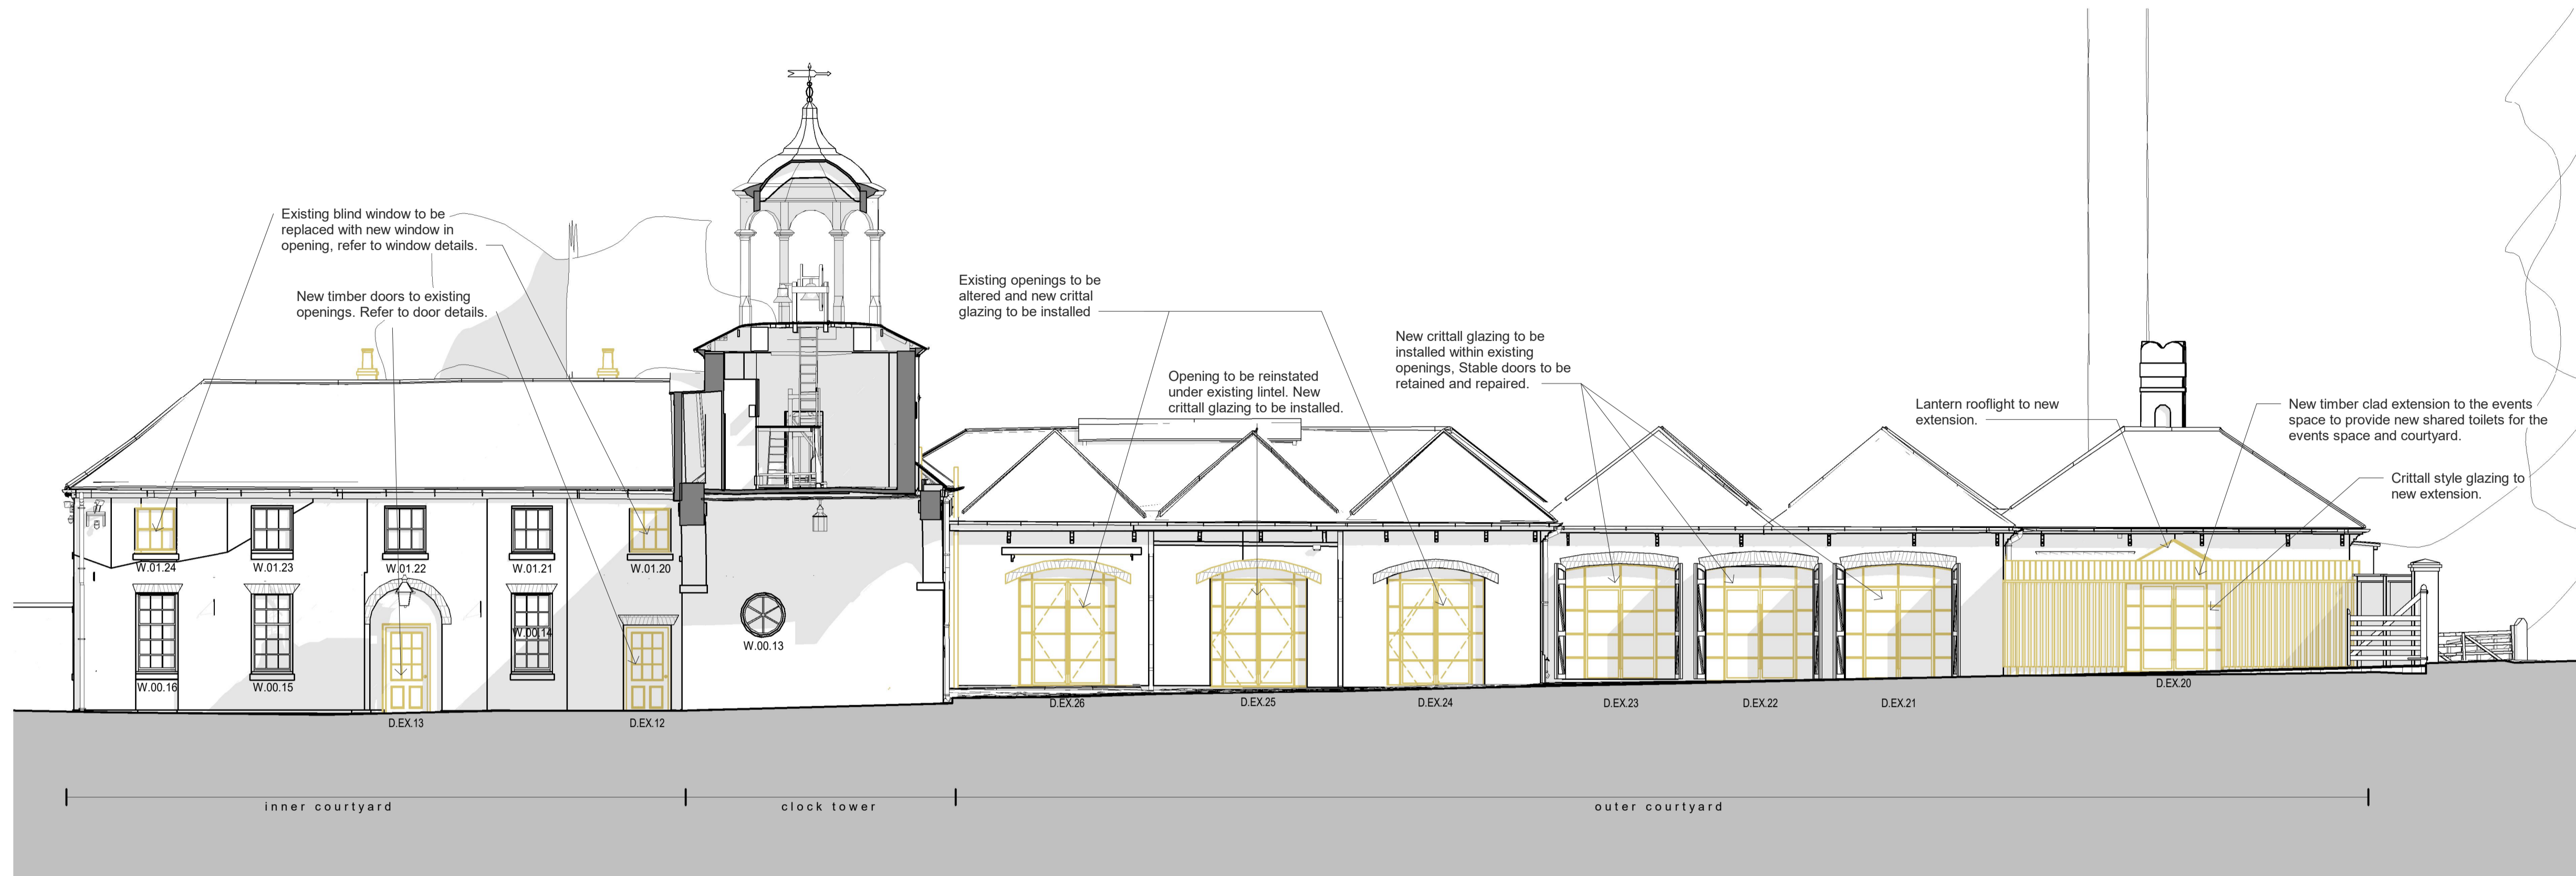 Existing blind window to be
replaced with new window in
opening, refer to window details.
New timber doors to existing
openings. Refer to door details.
Existing openings to be
altered and new crittal
glazing to be installed
Opening to be reinstated
under existing lintel. New
crittall glazing to be installed.
New crittall glazing to be
installed within existing
openings, Stable doors to be
retained and repaired.
Lantern rooflight to new
extension.
New timber clad extension to the events
space to provide new shared toilets for the
events space and courtyard.
Crittall style glazing to
new extension.
W.01.24
W.01.23
W.01.22
W.01.21
W.01.20
W.00.16
W.00.15
W.00.14
W.00.13
D.EX.13
D.EX.12
D.EX.26
D.EX.25
D.EX.24
D.EX.23
D.EX.22
D.EX.21
D.EX.20
inner courtyard
clock tower
outer courtyard